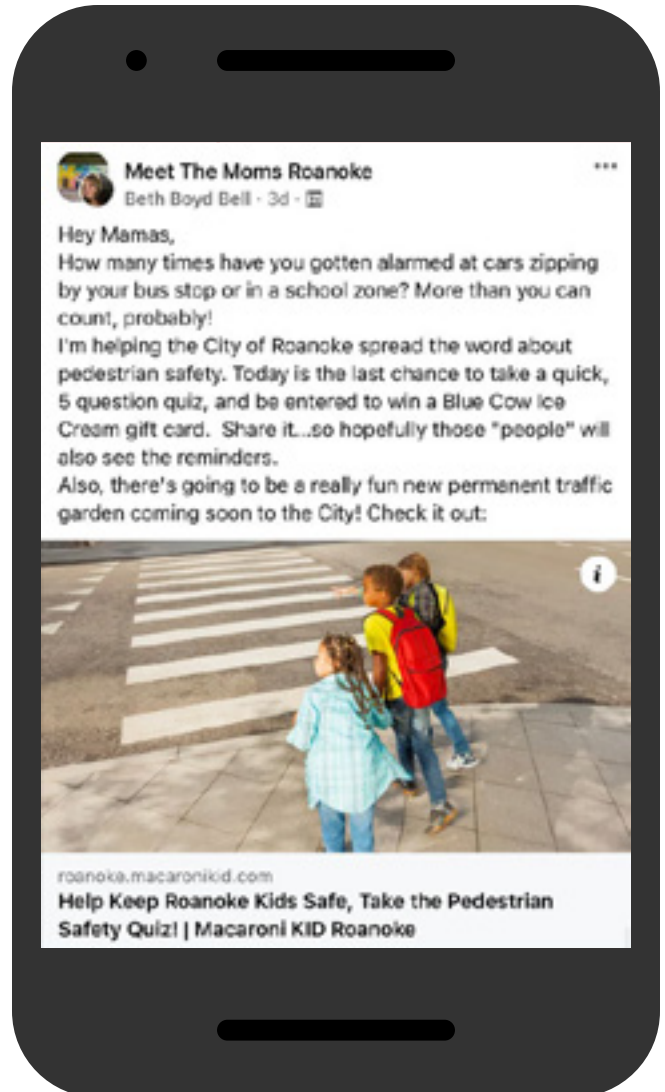 Meet The Moms Roanoke
Beth Boyd Bell · 3d ·
Hey Mamas,
How many times have you gotten alarmed at cars zipping
by your bus stop or in a school zone? More than you can
count, probably!
I'm helping the City of Roanoke spread the word about
pedestrian safety. Today is the last chance to take a quick,
5 question quiz, and be entered to win a Blue Cow Ice
Cream gift card.  Share it...so hopefully those "people" will
also see the reminders.
Also, there's going to be a really fun new permanent traffic
garden coming soon to the City! Check it out:
i
roanoke.macaronikid.com
Help Keep Roanoke Kids Safe, Take the Pedestrian
Safety Quiz! | Macaroni KID Roanoke